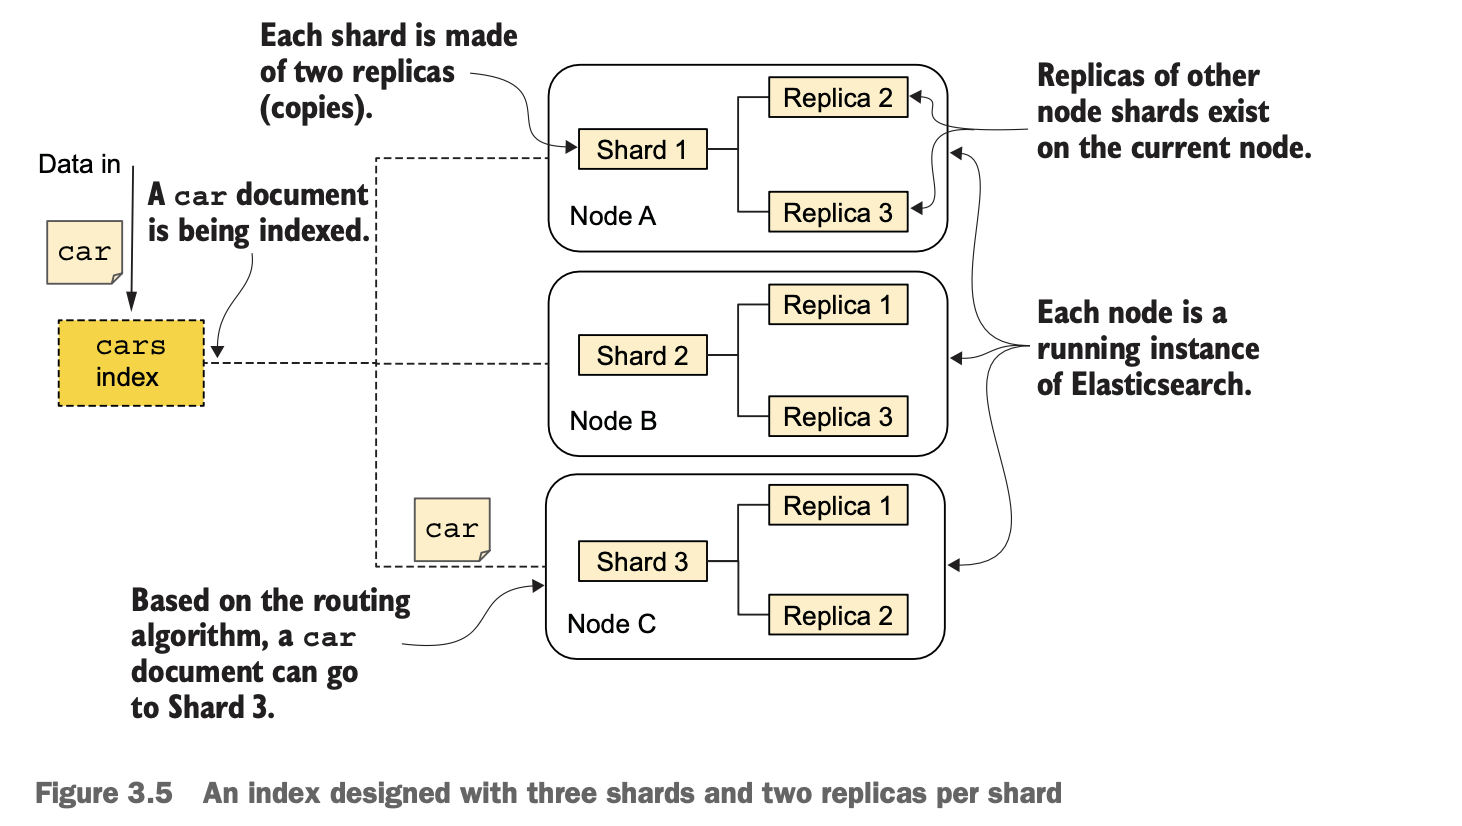 Each shard is made
of two replicas
(copies).
Data in
A car document
is being indexed.
car
cars
index
Shard 1
Replica 2
Replica 3
Node A
Replicas of other
node shards exist
on the current node.
Shard 2
Replica 1
Replica 3
Node B
Each node is a
running instance
of Elasticsearch.
car
Shard 3
Replica 1
Replica 2
Node C
Based on the routing
algorithm, a car
document can go
to Shard 3.
Figure 3.5 An index designed with three shards and two replicas per shard